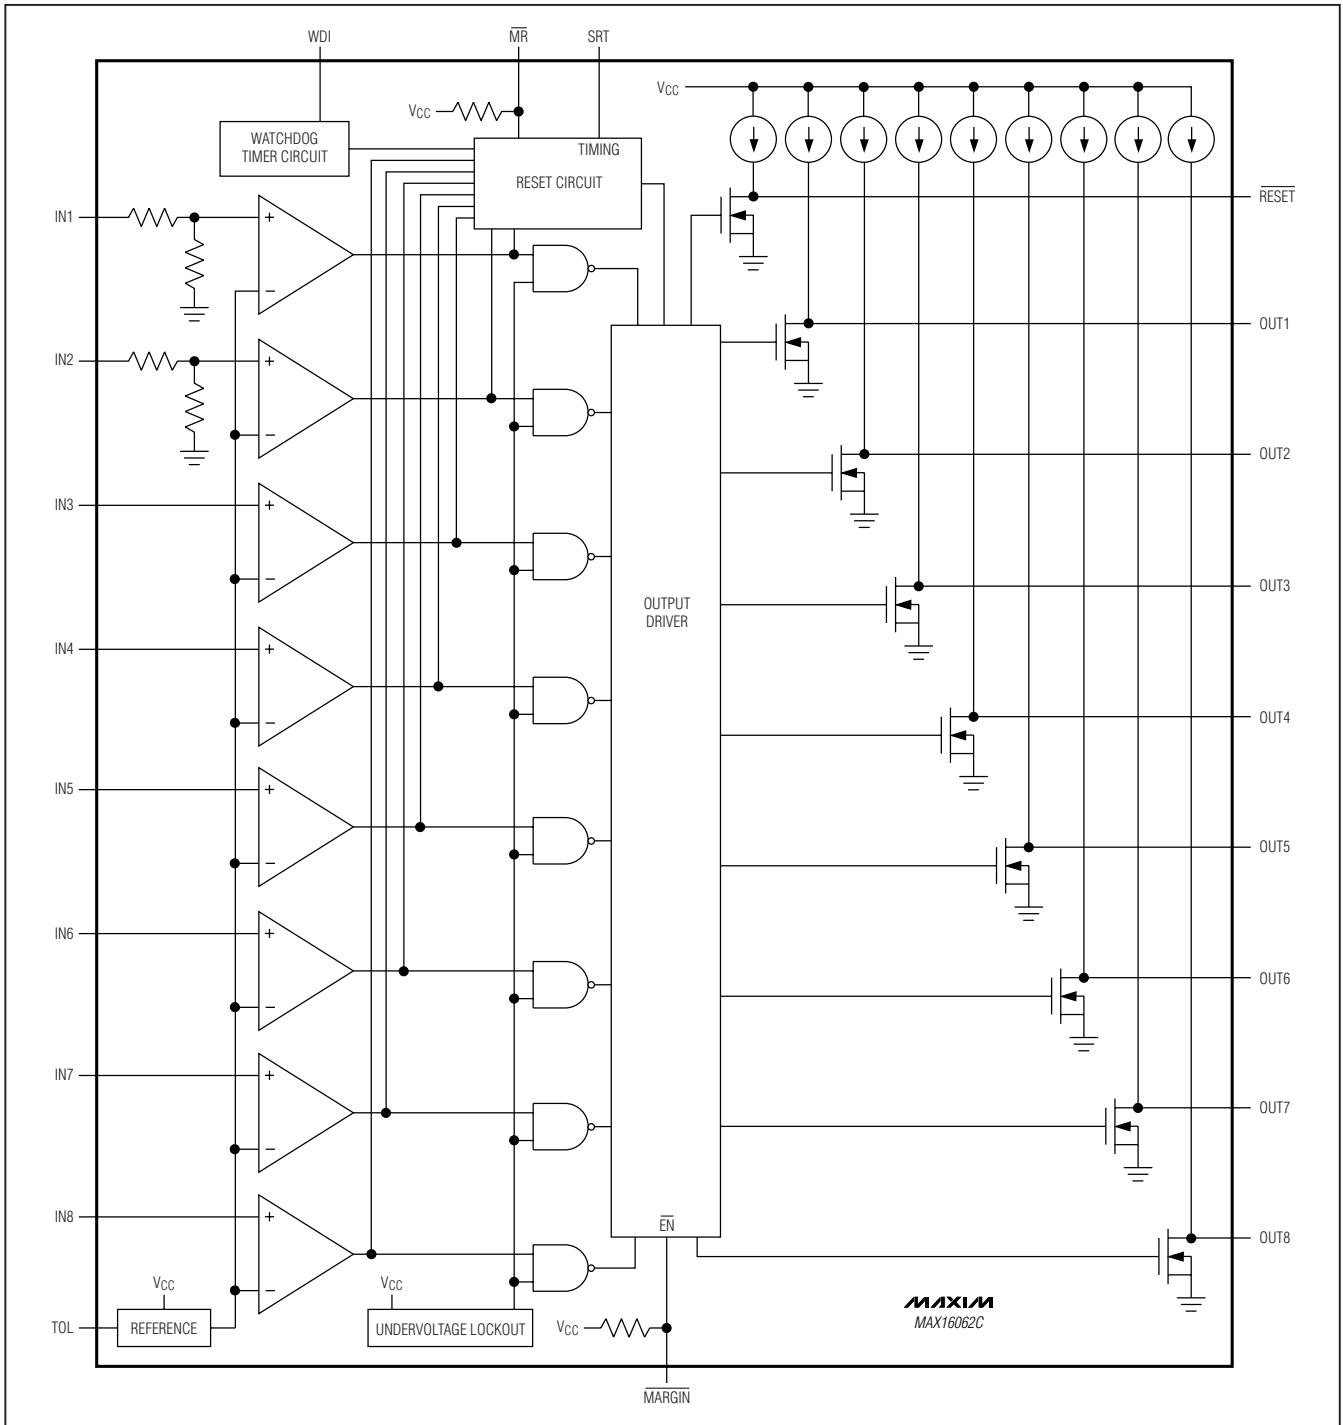 WDI
MR
SRT
VCC
VCC
WATCHDOG
TIMER CIRCUIT
TIMING
RESET CIRCUIT
RESET
IN1
+
−
OUT1
IN2
+
−
OUT2
IN3
+
−
OUT3
OUTPUT
DRIVER
IN4
+
−
OUT4
IN5
+
−
OUT5
IN6
+
−
OUT6
IN7
+
−
OUT7
IN8
+
−
EN
OUT8
VCC
VCC
TOL
REFERENCE
UNDERVOLTAGE LOCKOUT
VCC
MAXIM
MAX16062C
MARGIN